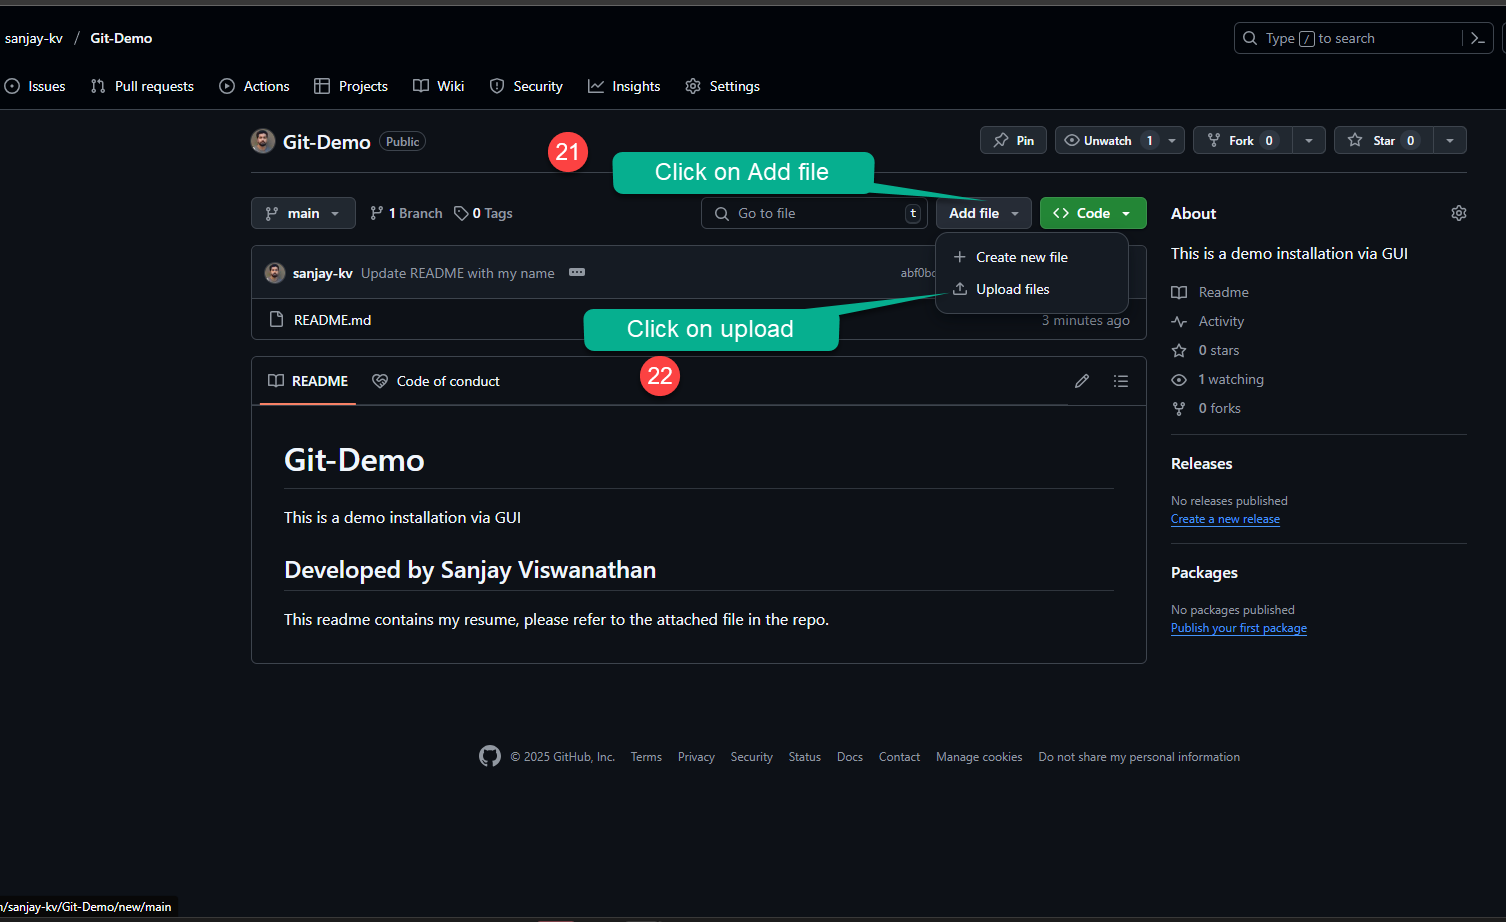 sanjay-kv / Git-Demo
Type / to search
Issues
Pull requests
Actions
Projects
Wiki
Security
Insights
Settings
Git-Demo Public
21
Click on Add file
Pin
Unwatch 1
Fork 0
Star 0
main
1 Branch
0 Tags
Go to file t
Add file
<> Code
Create new file
Upload files
sanjay-kv Update README with my name
README.md
3 minutes ago
Click on upload
22
README
Code of conduct
Git-Demo
This is a demo installation via GUI
Developed by Sanjay Viswanathan
This readme contains my resume, please refer to the attached file in the repo.
About
This is a demo installation via GUI
Readme
Activity
0 stars
1 watching
0 forks
Releases
No releases published
Create a new release
Packages
No packages published
Publish your first package
© 2025 GitHub, Inc. Terms Privacy Security Status Docs Contact Manage cookies Do not share my personal information
/sanjay-kv/Git-Demo/new/main